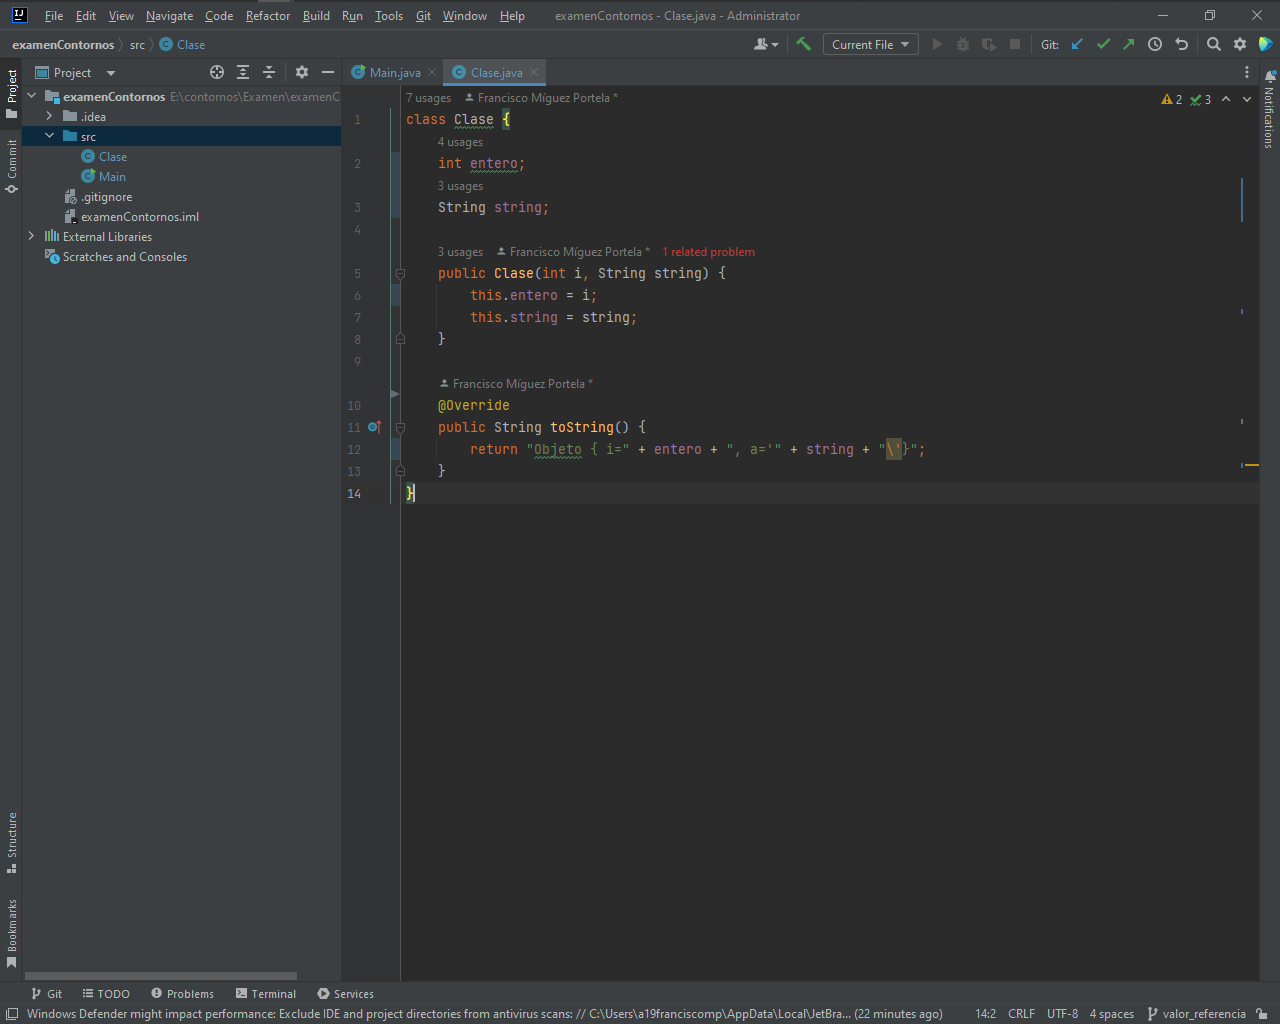 File Edit View Navigate Code Refactor Build Run Tools Git Window Help examenContornos - Clase.java - Administrator
examenContornos src Clase Current File Git:
Project Main.java Clase.java
examenContornos E:\contornos\Examen\examenC
.idea
src
Clase
Main
.gitignore
examenContornos.iml
External Libraries
Scratches and Consoles
Project
Commit
Structure
Bookmarks
7 usages Francisco Míguez Portela *
2 3
1 class Clase {
4 usages
2 int entero;
3 usages
3 String string;
4
3 usages Francisco Míguez Portela * 1 related problem
5 public Clase(int i, String string) {
6 this.entero = i;
7 this.string = string;
8 }
9
Francisco Míguez Portela *
10 @Override
11 public String toString() {
12 return "Objeto { i=" + entero + ", a='" + string + "\'}";
13 }
14 }
Notifications
Git TODO Problems Terminal Services
Windows Defender might impact performance: Exclude IDE and project directories from antivirus scans: // C:\Users\a19franciscomp\AppData\Local\JetBra... (22 minutes ago) 14:2 CRLF UTF-8 4 spaces valor_referencia